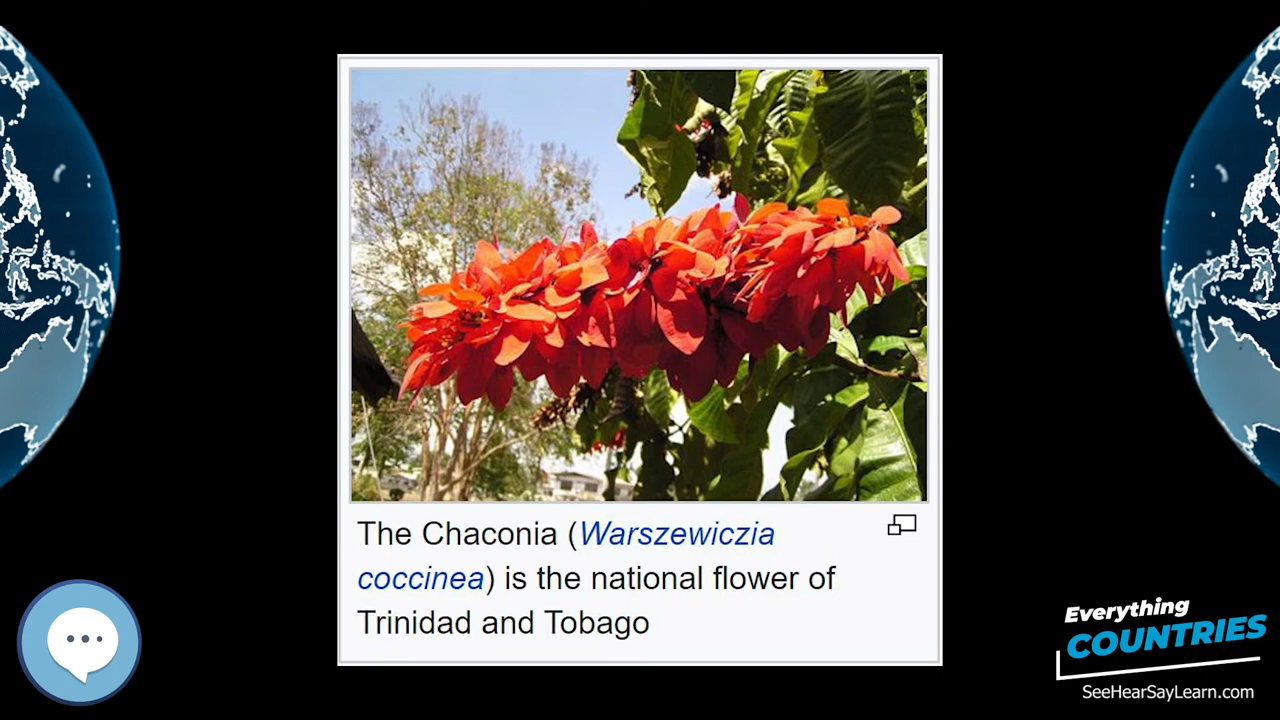 The Chaconia (Warszewiczia
coccinea) is the national flower of
Trinidad and Tobago
Everything
COUNTRIES
SeeHearSayLearn.com